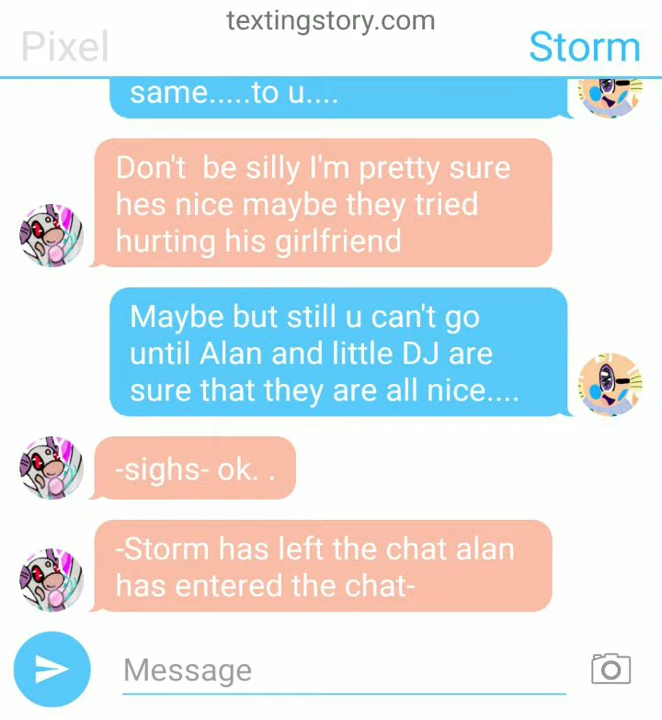 textingstory.com
Pixel
Storm
same.....to u....
Don't be silly I'm pretty sure
hes nice maybe they tried
hurting his girlfriend
Maybe but still u can't go
until Alan and little DJ are
sure that they are all nice....
-sighs- ok. .
-Storm has left the chat alan
has entered the chat-
Message